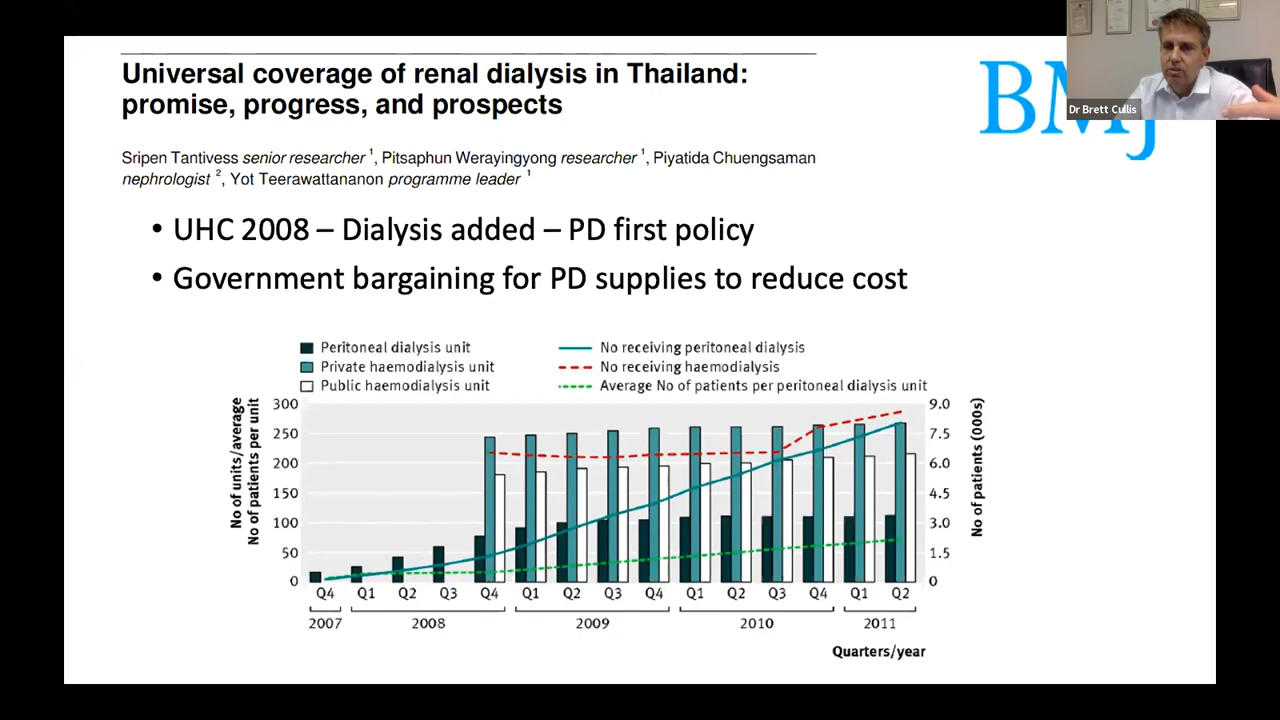 Universal coverage of renal dialysis in Thailand:
promise, progress, and prospects
BMJ
Dr Brett Cullis
Sripen Tantivess senior researcher 1, Pitsaphun Werayingyong researcher 1, Piyatida Chuengsaman
nephrologist 2, Yot Teerawattananon programme leader 1
• UHC 2008 – Dialysis added – PD first policy
• Government bargaining for PD supplies to reduce cost
Peritoneal dialysis unit
Private haemodialysis unit
Public haemodialysis unit
No receiving peritoneal dialysis
No receiving haemodialysis
Average No of patients per peritoneal dialysis unit
No of units/average
No of patients per unit
300
250
200
150
100
50
0
9.0
7.5
6.0
4.5
3.0
1.5
0
No of patients (000s)
Q4 Q1 Q2 Q3 Q4 Q1 Q2 Q3 Q4 Q1 Q2 Q3 Q4 Q1 Q2
2007 2008 2009 2010 2011
Quarters/year